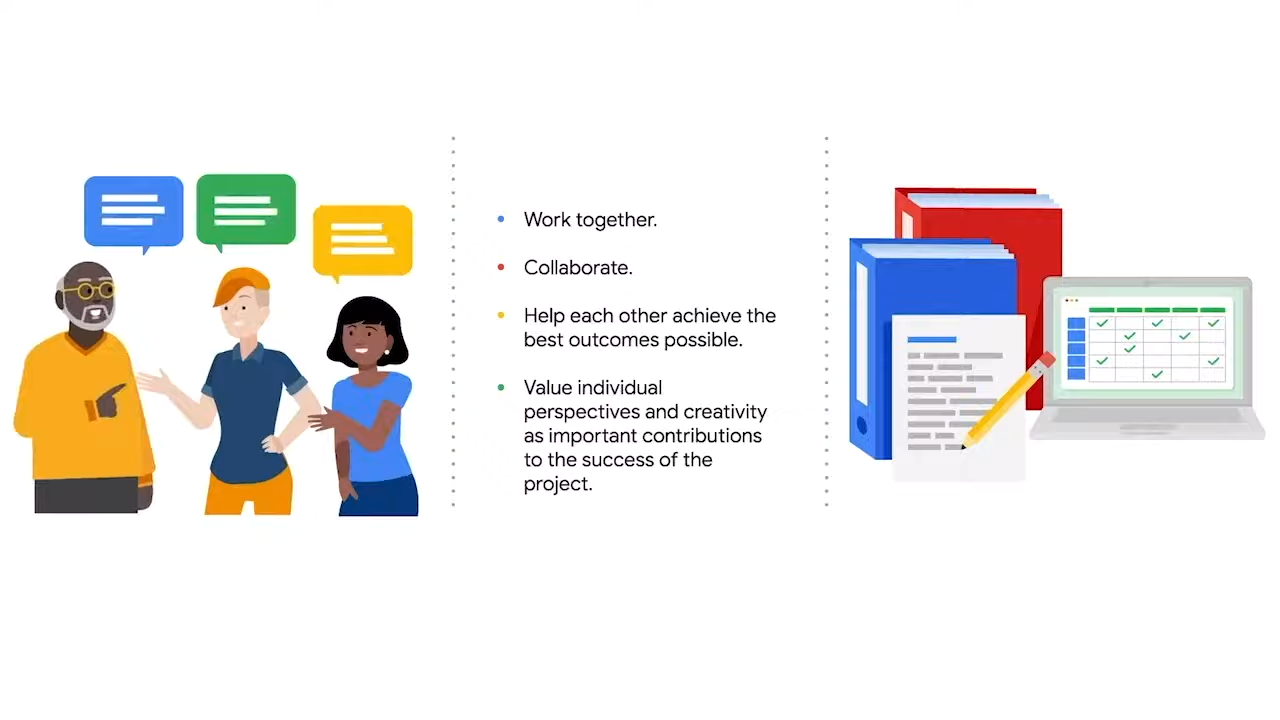 Work together.
Collaborate.
Help each other achieve the
best outcomes possible.
Value individual
perspectives and creativity
as important contributions
to the success of the
project.